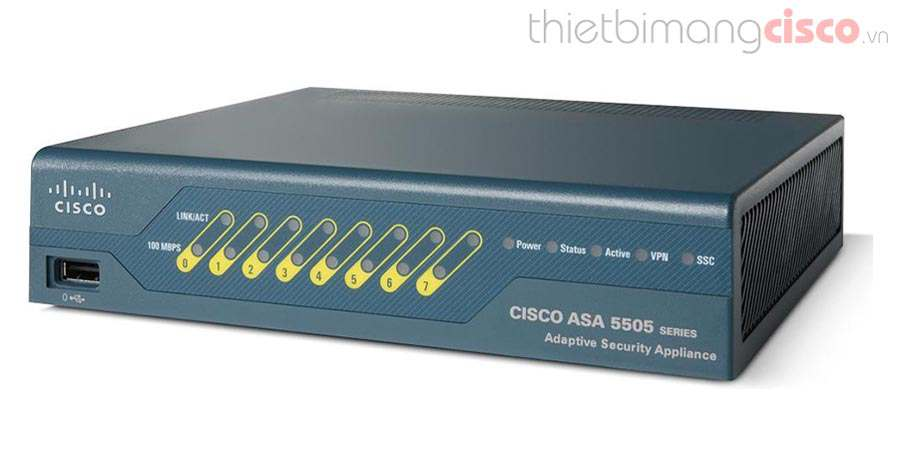 thietbimangcisco.vn
CISCO
LINK/ACT
100 MBPS
0 1 2 3 4 5 6 7
Power Status Active VPN SSC
0
CISCO ASA 5505 SERIES
Adaptive Security Appliance